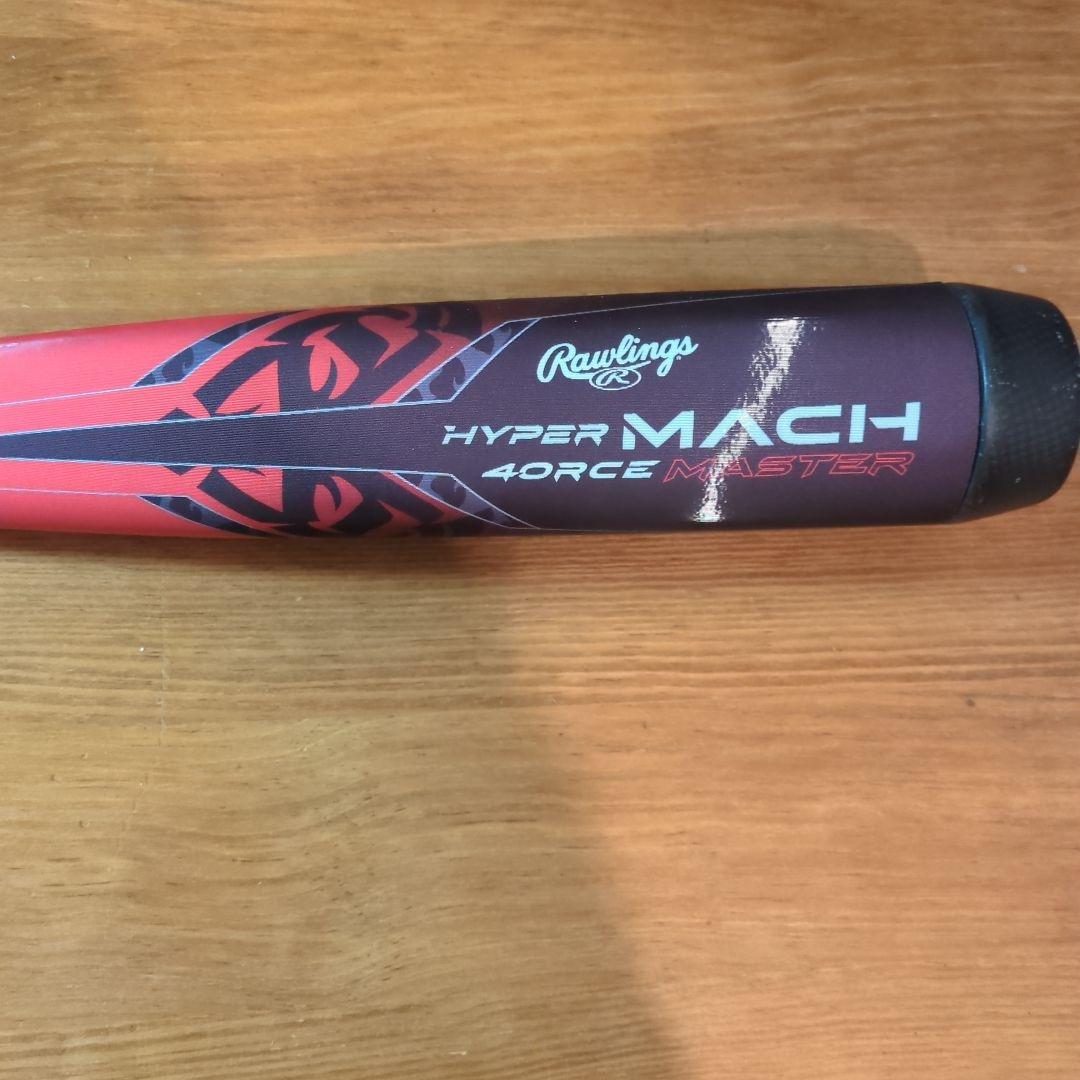 Rawlings
R
HYPER MACH
4ORCE MASTER